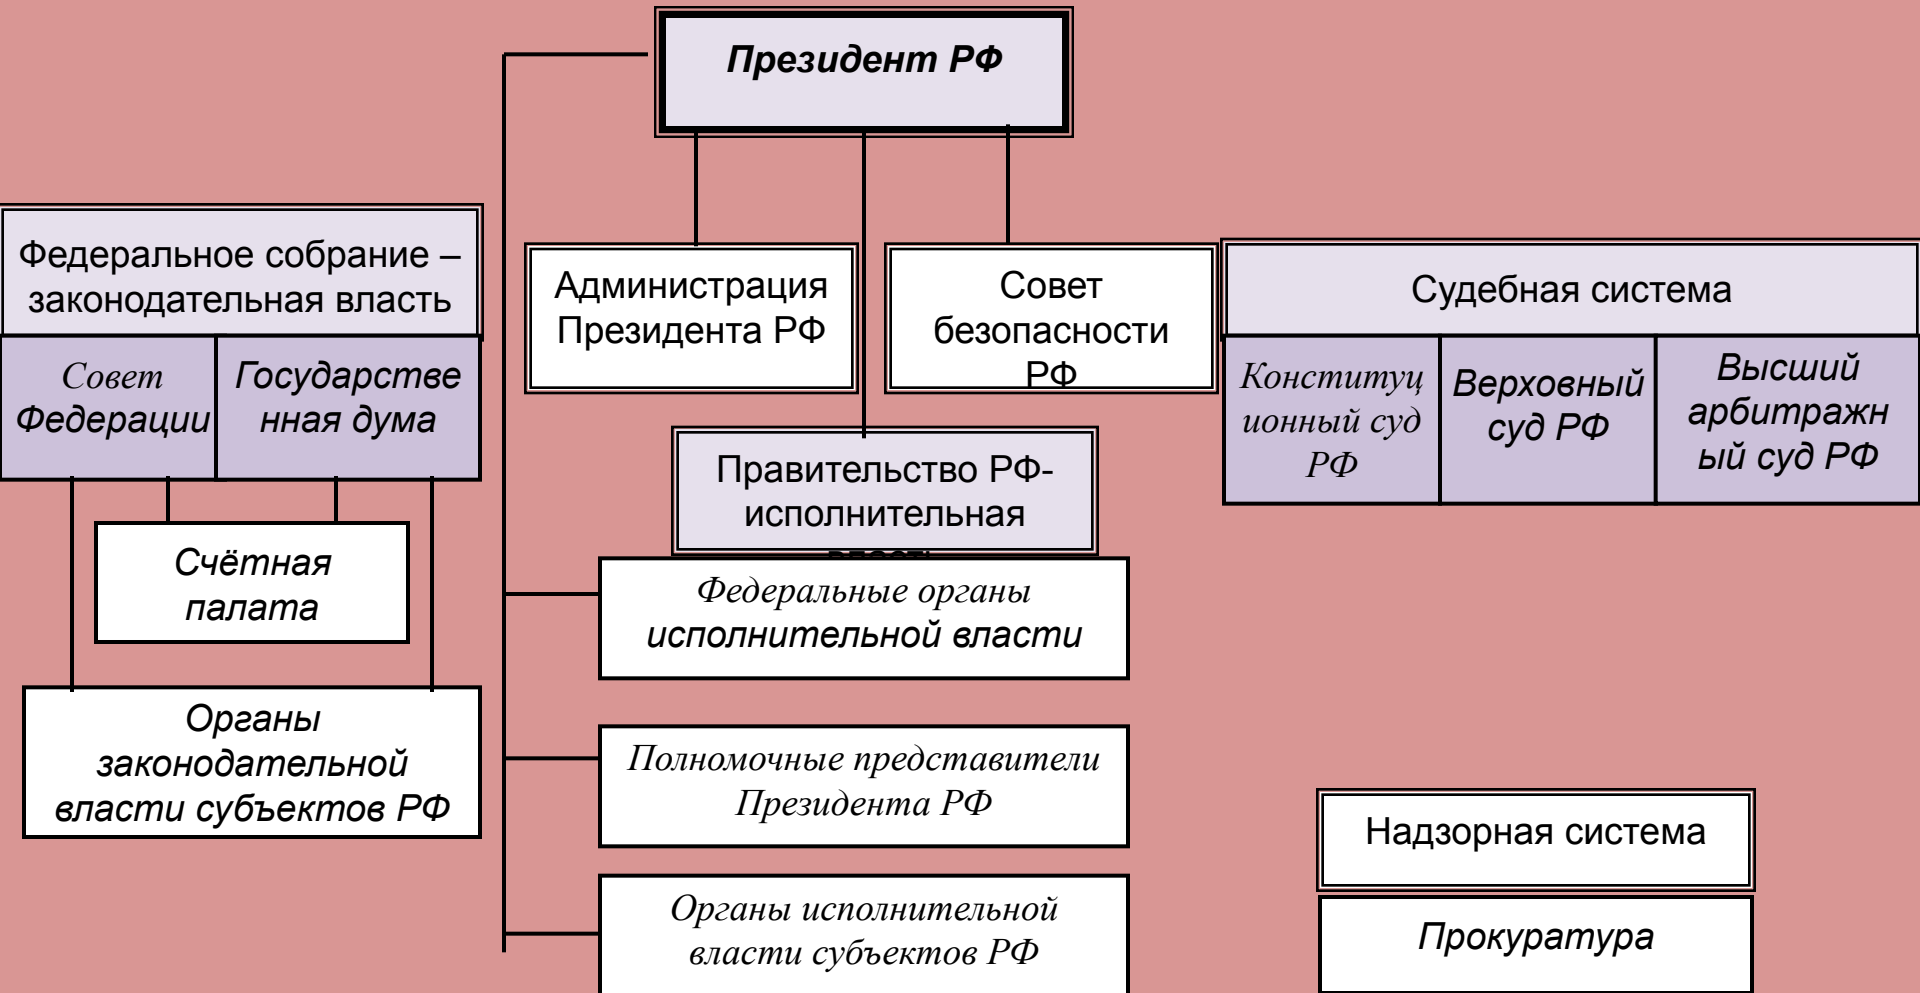 Президент РФ
Федеральное собрание –
законодательная власть
Совет
Федерации
Государстве
нная дума
Счётная
палата
Органы
законодательной
власти субъектов РФ
Администрация
Президента РФ
Совет
безопасности
РФ
Правительство РФ-
исполнительная
Федеральные органы
исполнительной власти
Полномочные представители
Президента РФ
Органы исполнительной
власти субъектов РФ
Судебная система
Конституц
ионный суд
РФ
Верховный
суд РФ
Высший
арбитражн
ый суд РФ
Надзорная система
Прокуратура